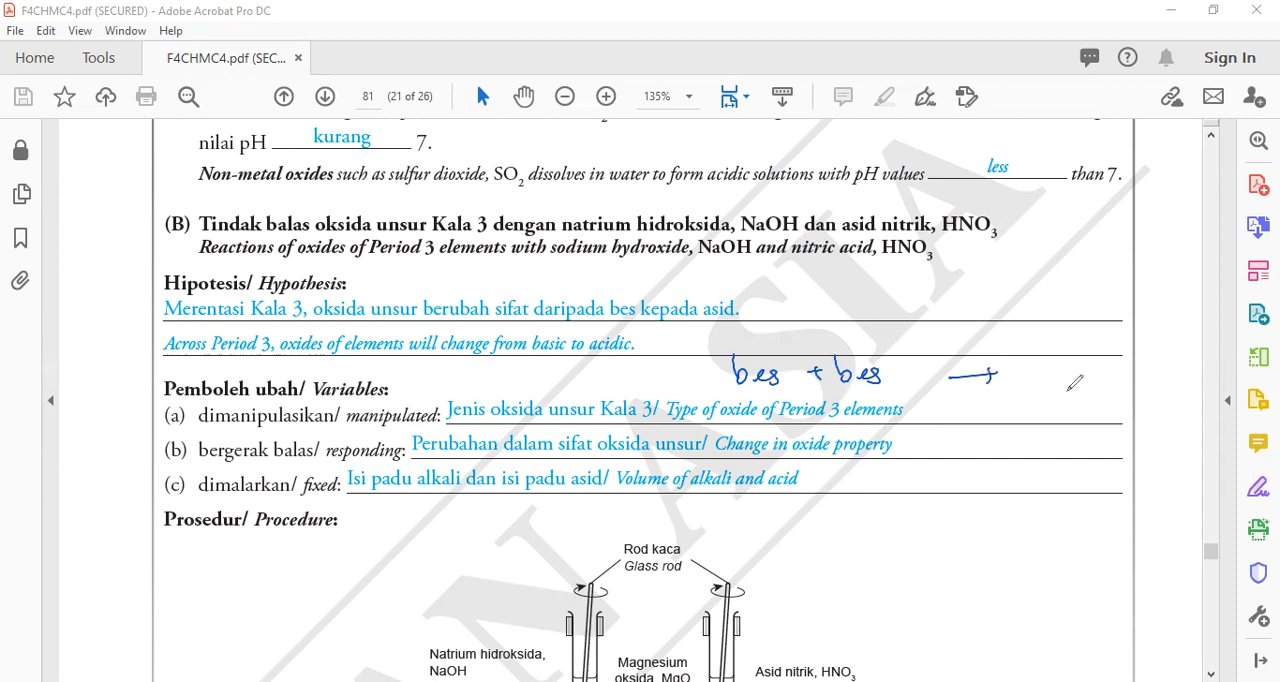 F4CHMC4.pdf (SECURED) - Adobe Acrobat Pro DC
File Edit View Window Help
Home Tools F4CHMC4.pdf (SEC... × Sign In
81 (21 of 26) 135%
nilai pH kurang 7.
Non-metal oxides such as sulfur dioxide, SO2 dissolves in water to form acidic solutions with pH values less than 7.
(B) Tindak balas oksida unsur Kala 3 dengan natrium hidroksida, NaOH dan asid nitrik, HNO3
Reactions of oxides of Period 3 elements with sodium hydroxide, NaOH and nitric acid, HNO3
Hipotesis/ Hypothesis:
Merentasi Kala 3, oksida unsur berubah sifat daripada bes kepada asid.
Across Period 3, oxides of elements will change from basic to acidic.
bes + bes →
Pemboleh ubah/ Variables:
(a) dimanipulasikan/ manipulated: Jenis oksida unsur Kala 3/ Type of oxide of Period 3 elements
(b) bergerak balas/ responding: Perubahan dalam sifat oksida unsur/ Change in oxide property
(c) dimalarkan/ fixed: Isi padu alkali dan isi padu asid/ Volume of alkali and acid
Prosedur/ Procedure:
Rod kaca
Glass rod
Natrium hidroksida,
NaOH
Magnesium
oksida, MgO
Asid nitrik, HNO3
AN ASIA